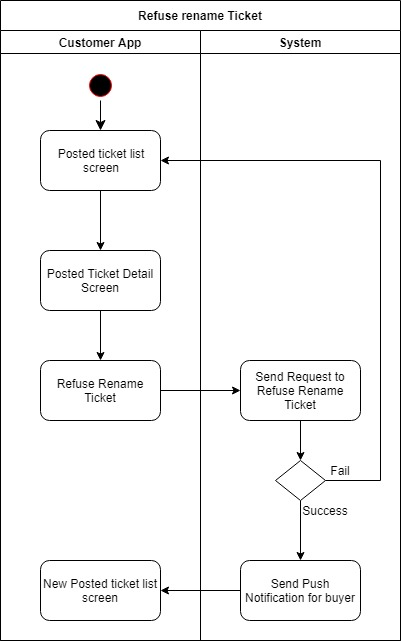 Refuse rename Ticket
Customer App
System
Posted ticket list
screen
Posted Ticket Detail
Screen
Refuse Rename
Ticket
Send Request to
Refuse Rename
Ticket
Fail
Success
New Posted ticket list
screen
Send Push
Notification for buyer